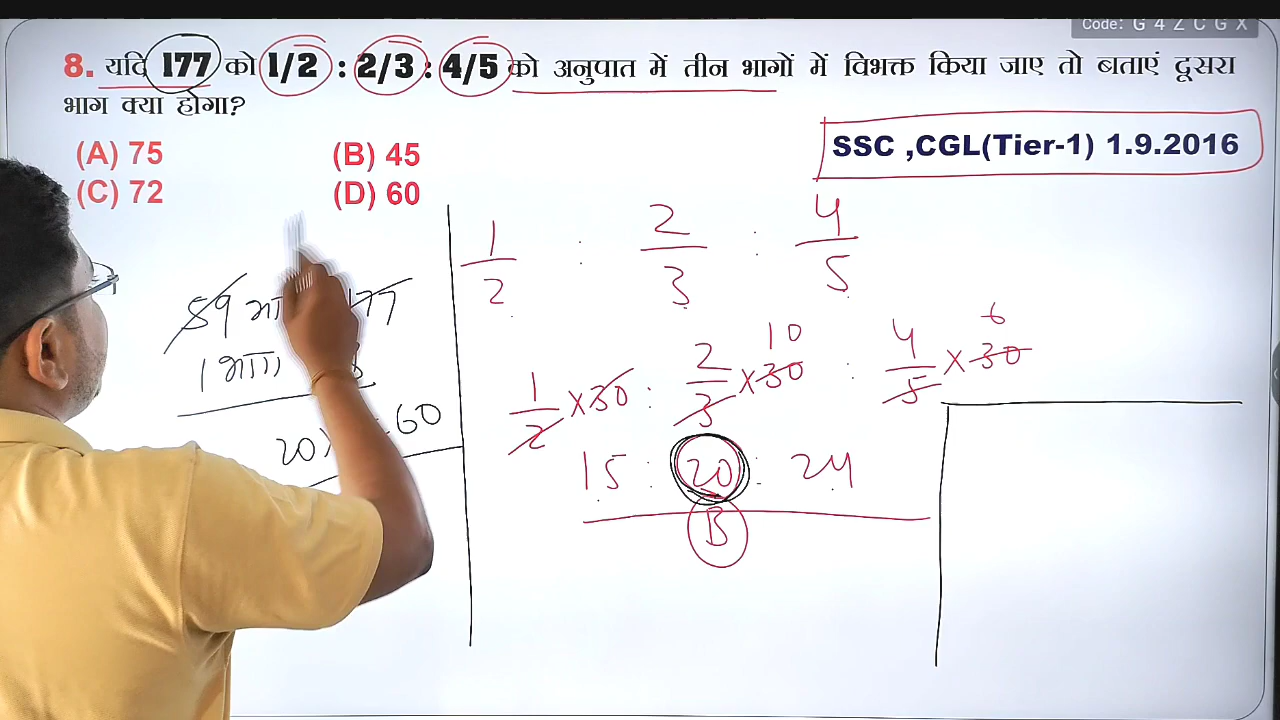 Code: G 4 Z C G X
8. यदि 177 को 1/2 : 2/3 : 4/5 को अनुपात में तीन भागों में विभक्त किया जाए तो बताएं दूसरा
भाग क्या होगा?
(A) 75 (B) 45
(C) 72 (D) 60
SSC ,CGL(Tier-1) 1.9.2016
1/2 : 2/3 : 4/5
59 177
1 भाग
20 60
10 6
1/2 ×30 : 2/3 ×30 : 4/5 ×30
15 : 20 : 24
B